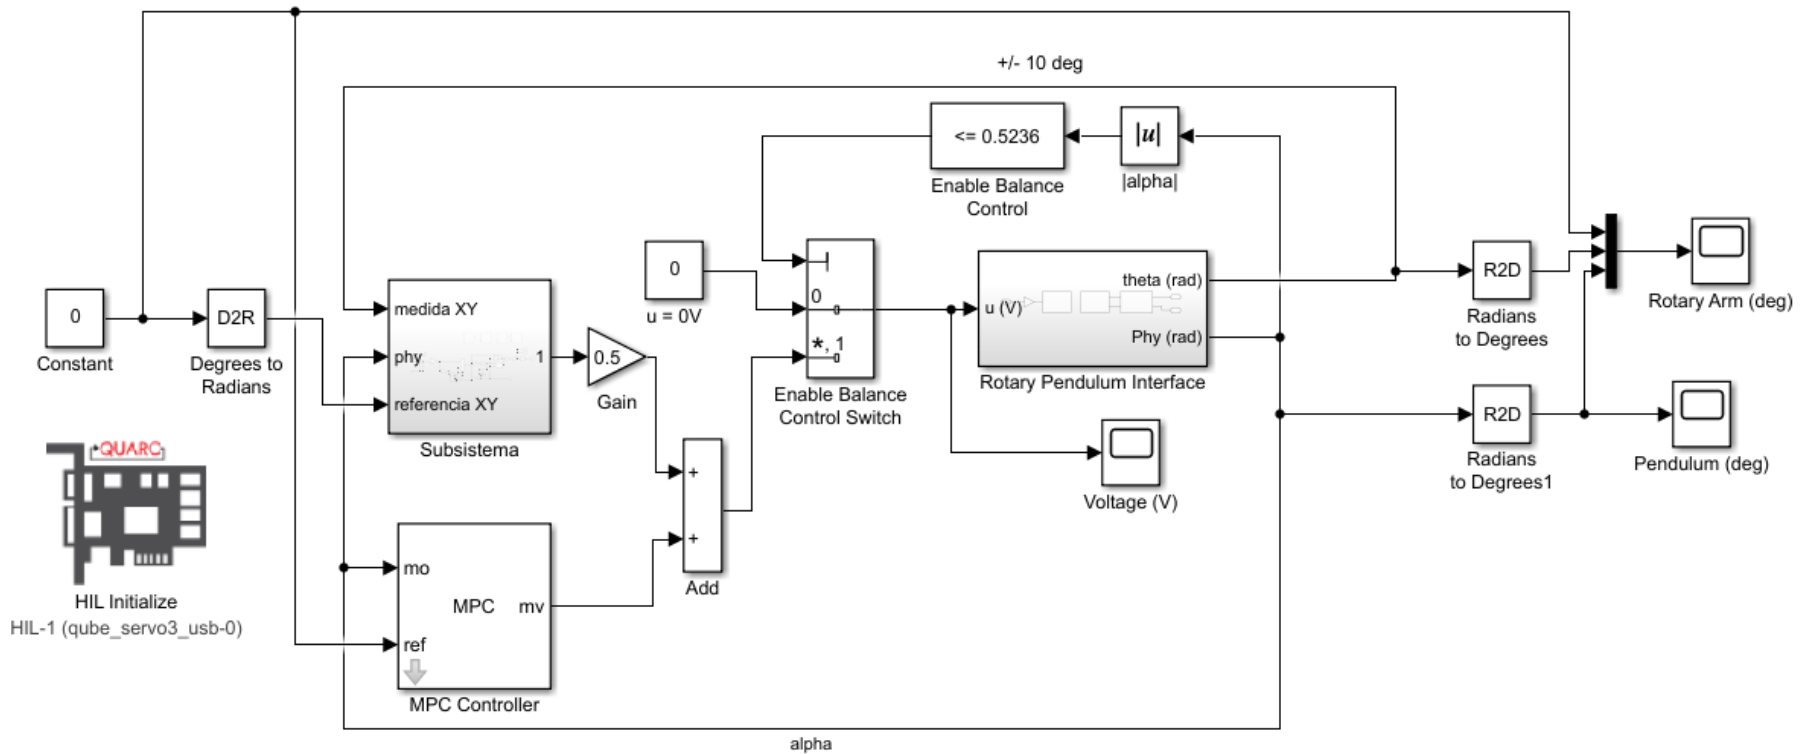 +/- 10 deg
<= 0.5236
|u|
Enable Balance
Control
|alpha|
0
Constant
D2R
Degrees to
Radians
medida XY
phy
referencia XY
1
Subsistema
0.5
Gain
0
u = 0V
0
*, 1
Enable Balance
Control Switch
u (V)
theta (rad)
Phy (rad)
Rotary Pendulum Interface
R2D
Radians
to Degrees
Rotary Arm (deg)
R2D
Radians
to Degrees1
Pendulum (deg)
Voltage (V)
QUARC
HIL Initialize
HIL-1 (qube_servo3_usb-0)
+
+
Add
mo
MPC
mv
ref
MPC Controller
alpha